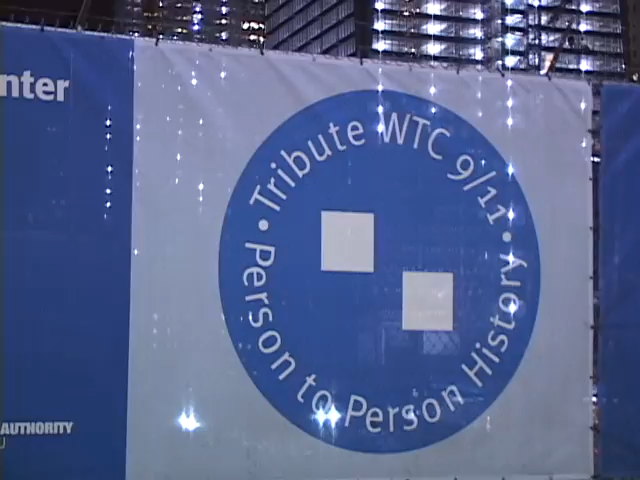 nter
Tribute WTC 9/11
• Person to Person History •
AUTHORITY